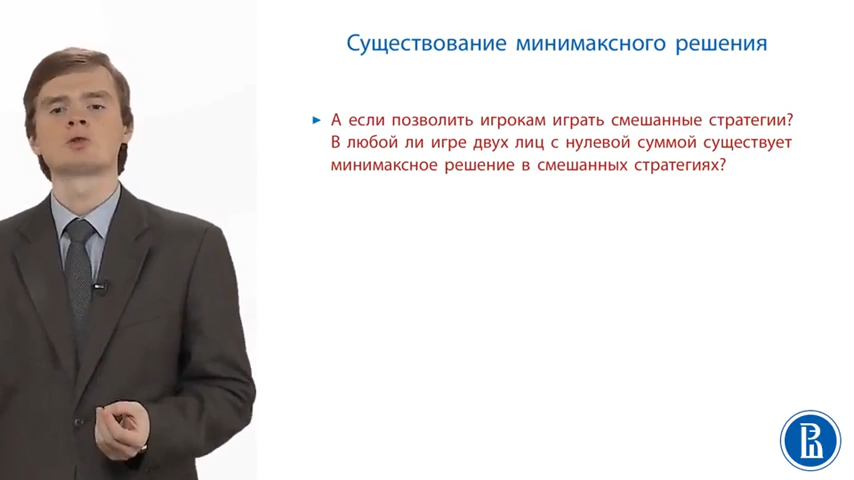 Существование минимаксного решения
А если позволить игрокам играть смешанные стратегии?
В любой ли игре двух лиц с нулевой суммой существует
минимаксное решение в смешанных стратегиях?